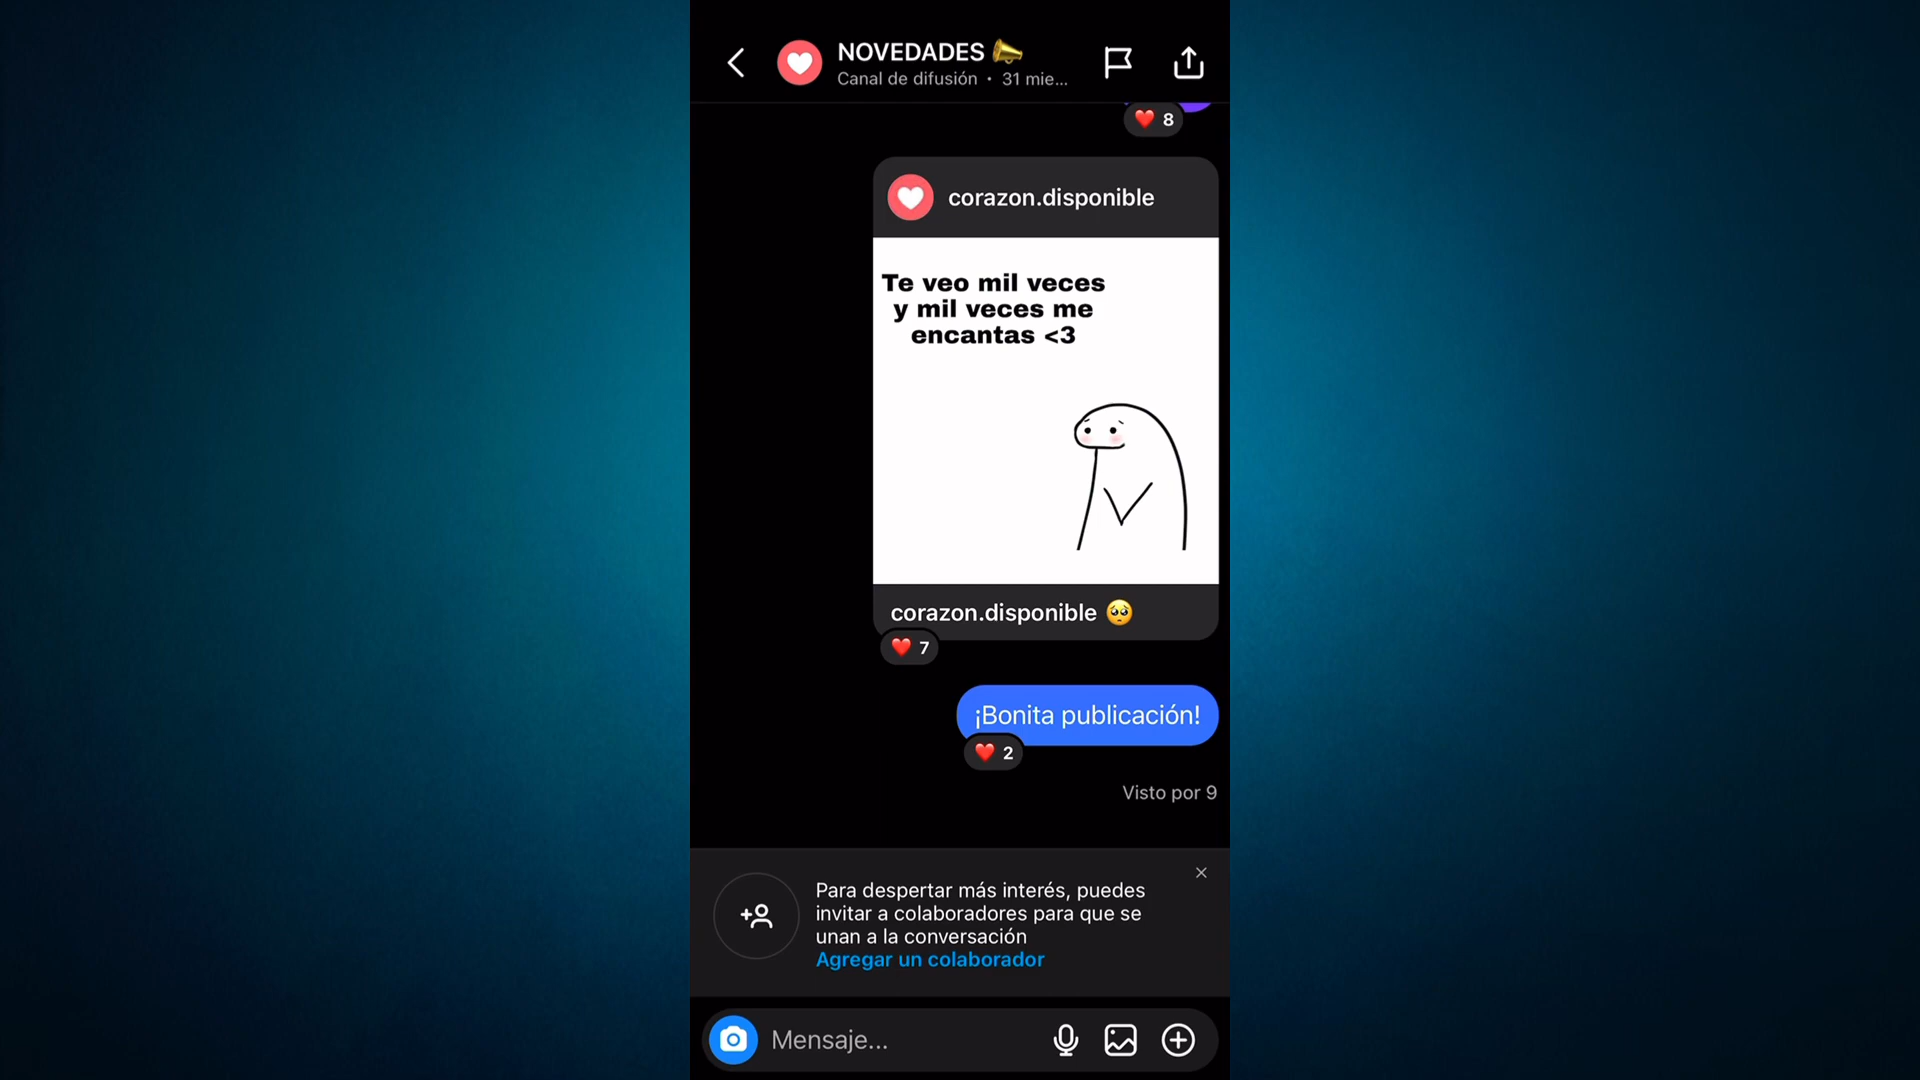 NOVEDADES
Canal de difusión • 31 mie...
8
corazon.disponible
Te veo mil veces
y mil veces me
encantas <3
corazon.disponible 🥺
7
¡Bonita publicación!
2
Visto por 9
Para despertar más interés, puedes
invitar a colaboradores para que se
unan a la conversación
Agregar un colaborador
Mensaje...